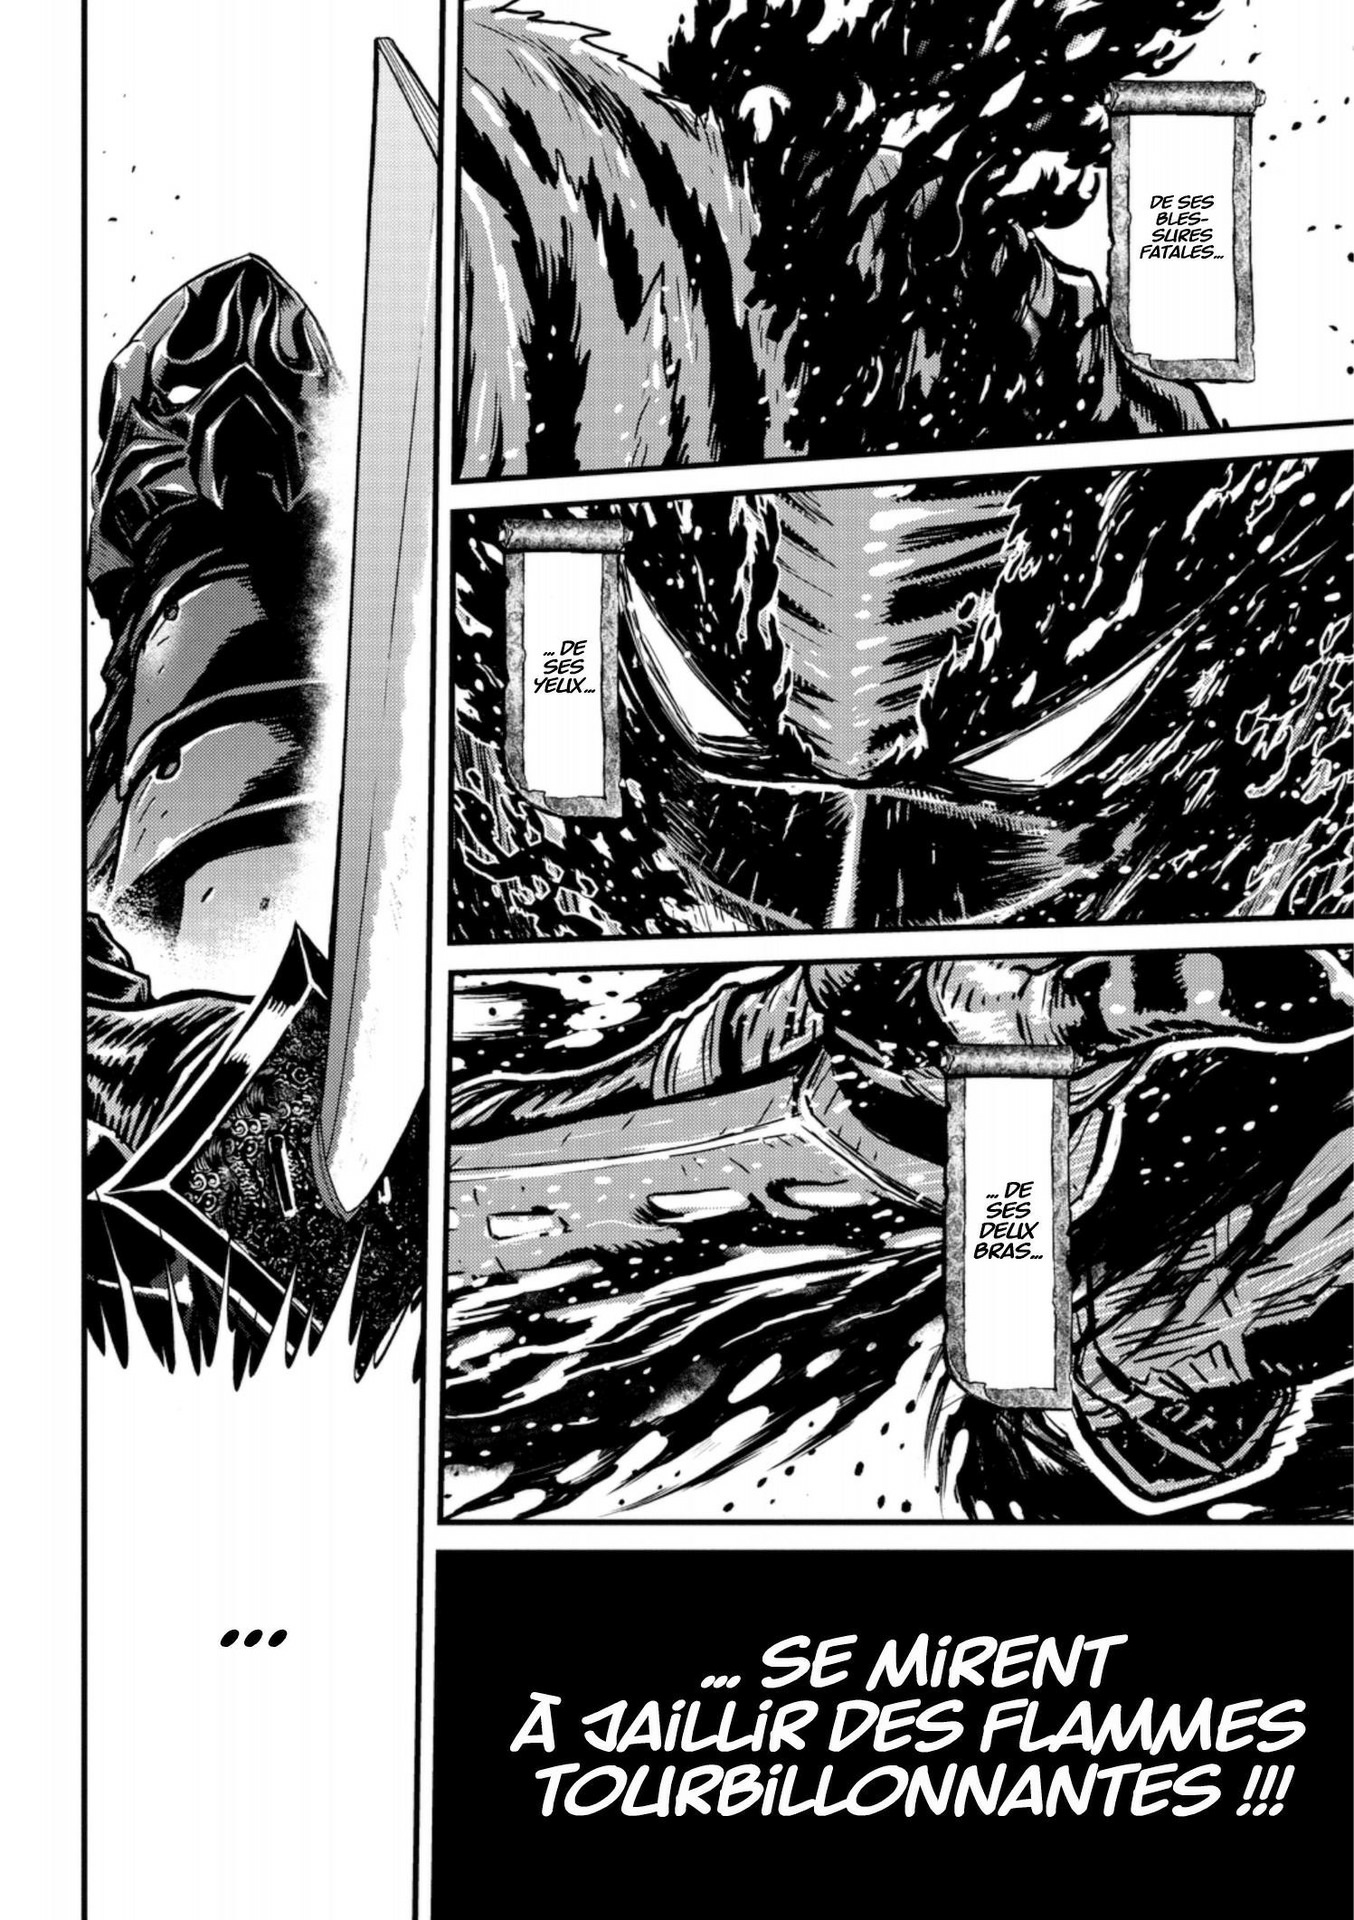 DE SES
BLES-
SURES
FATALES...
... DE
SES
YEUX...
... DE
SES
DEUX
BRAS...
... SE MIRENT
À JAILLIR DES FLAMMES
TOURBILLONNANTES !!!
...